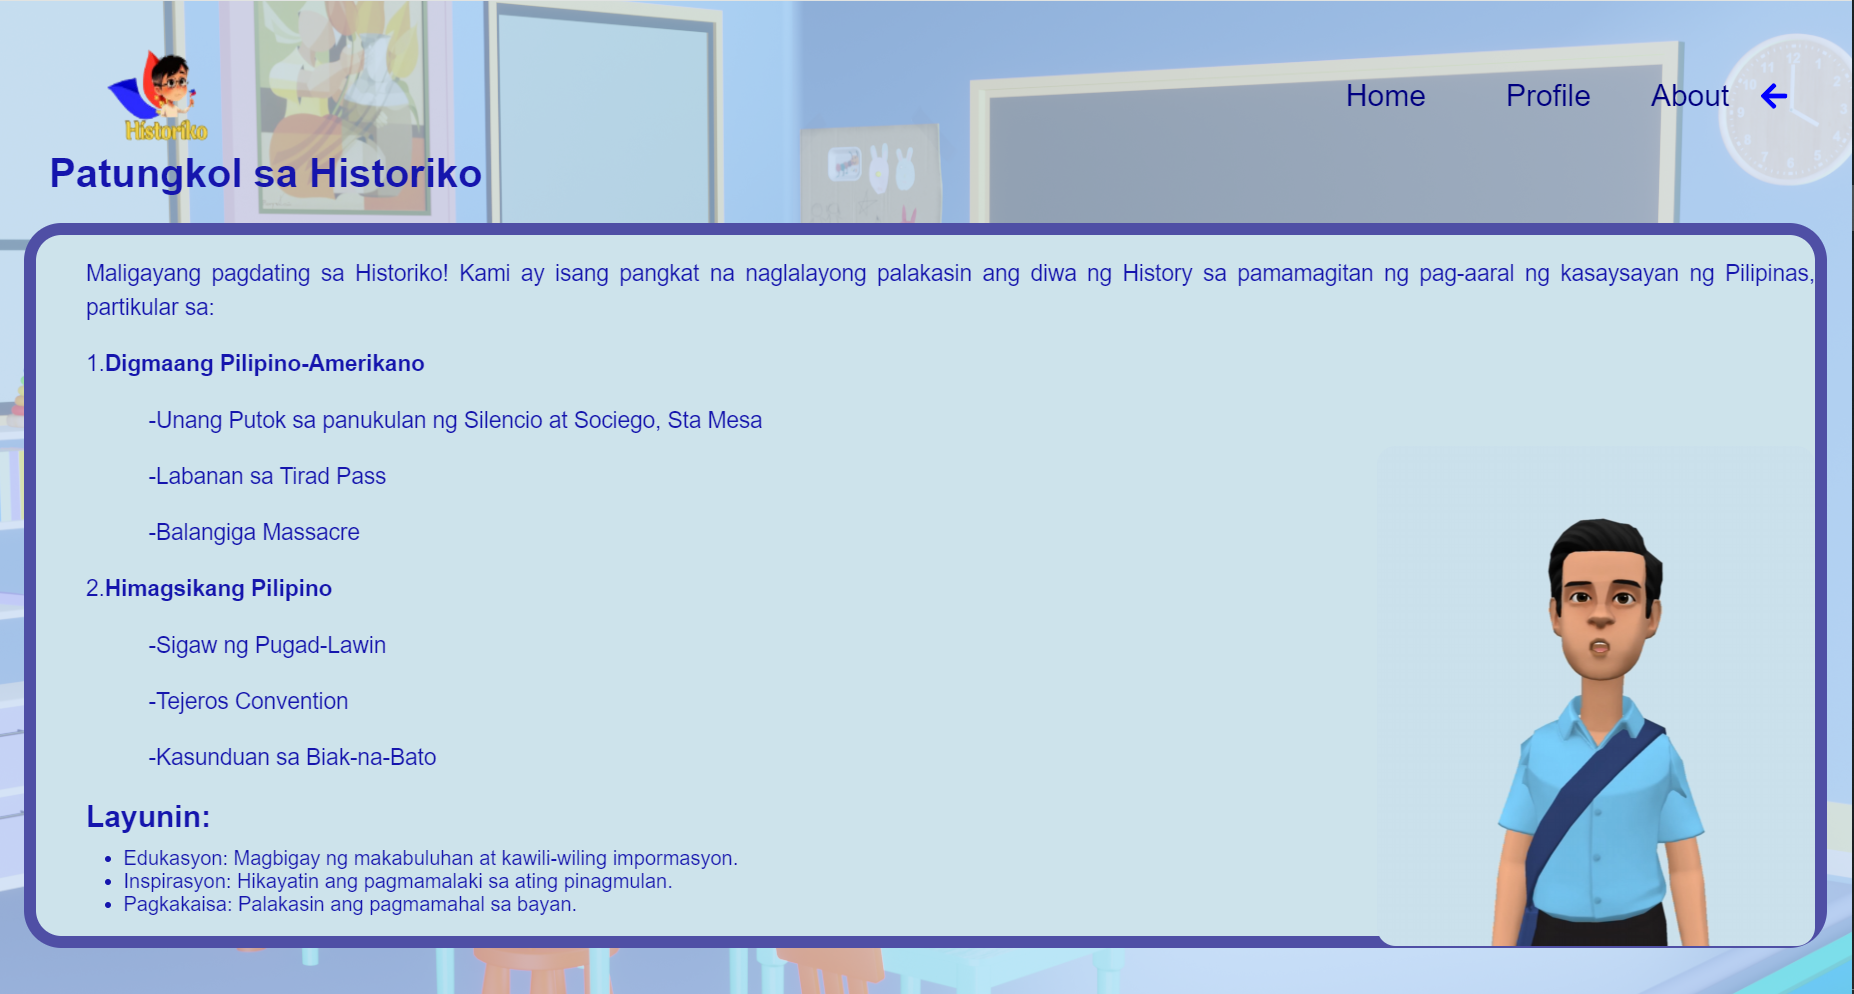 Historiko
Home Profile About
Patungkol sa Historiko
Maligayang pagdating sa Historiko! Kami ay isang pangkat na naglalayong palakasin ang diwa ng History sa pamamagitan ng pag-aaral ng kasaysayan ng Pilipinas,
partikular sa:
1.Digmaang Pilipino-Amerikano
-Unang Putok sa panukulan ng Silencio at Sociego, Sta Mesa
-Labanan sa Tirad Pass
-Balangiga Massacre
2.Himagsikang Pilipino
-Sigaw ng Pugad-Lawin
-Tejeros Convention
-Kasunduan sa Biak-na-Bato
Layunin:
• Edukasyon: Magbigay ng makabuluhan at kawili-wiling impormasyon.
• Inspirasyon: Hikayatin ang pagmamalaki sa ating pinagmulan.
• Pagkakaisa: Palakasin ang pagmamahal sa bayan.